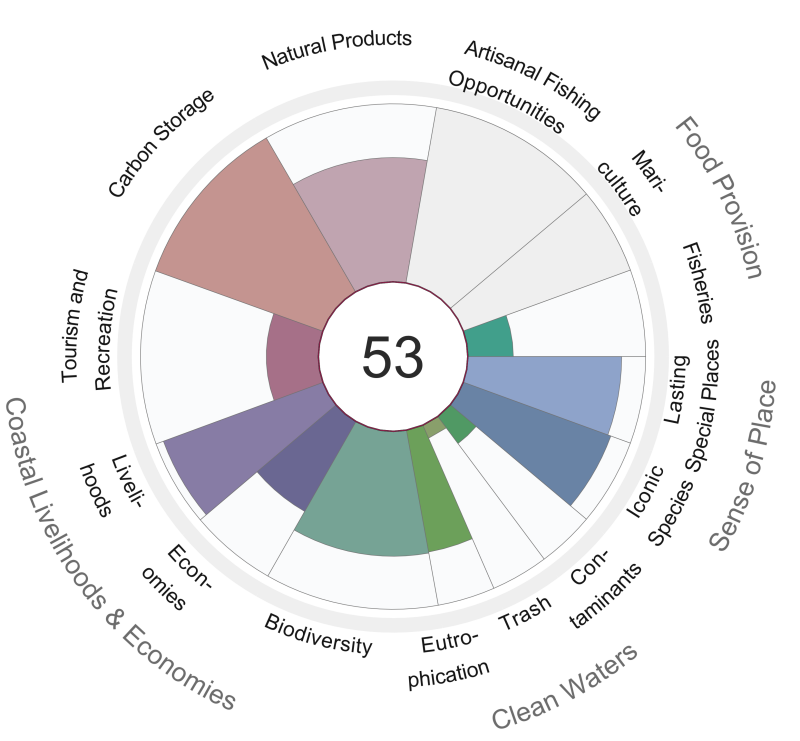 Natural Products
Artisanal Fishing
Opportunities
Mari-
culture
Food Provision
Fisheries
Lasting
Special Places
Sense of Place
Iconic
Species
Con-
taminants
Trash
Clean Waters
Eutro-
phication
Biodiversity
Econ-
omies
Liveli-
hoods
Coastal Livelihoods & Economies
Tourism and
Recreation
Carbon Storage
53